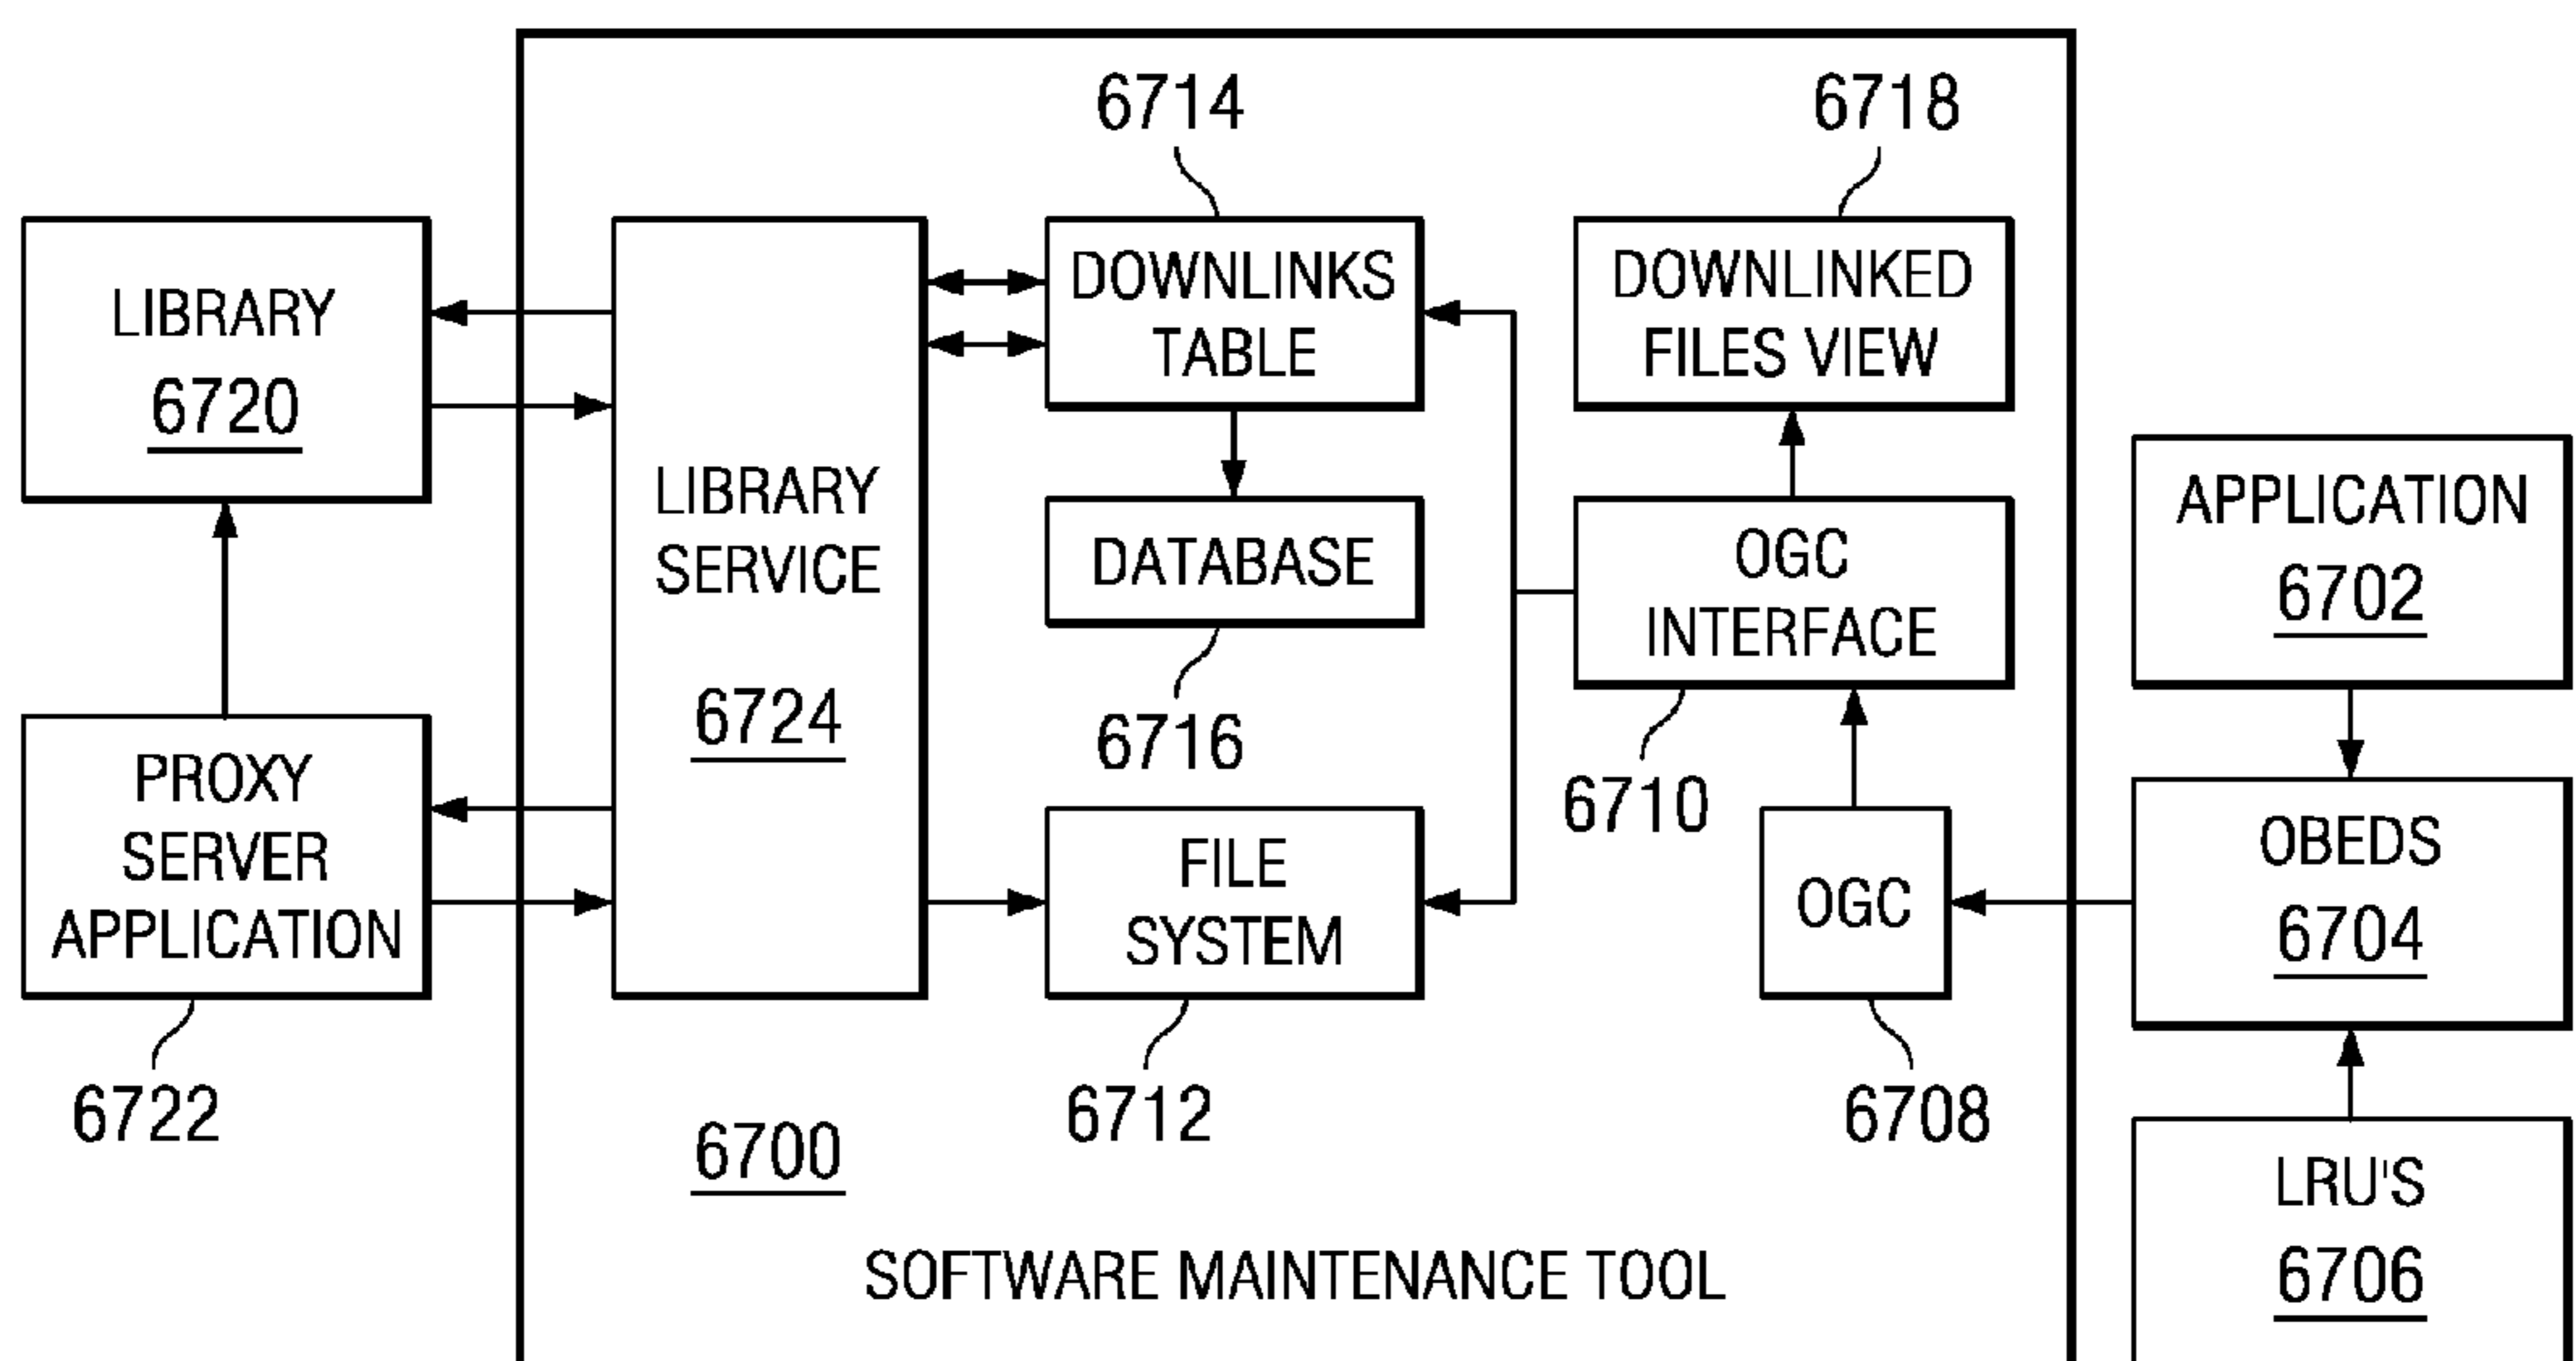 6714
6718
LIBRARY
6720
LIBRARY
SERVICE
6724
DOWNLINKS
TABLE
DOWNLINKED
FILES VIEW
DATABASE
6716
OGC
INTERFACE
6710
APPLICATION
6702
PROXY
SERVER
APPLICATION
6722
FILE
SYSTEM
6712
OGC
6708
OBEDS
6704
LRU'S
6706
6700
SOFTWARE MAINTENANCE TOOL